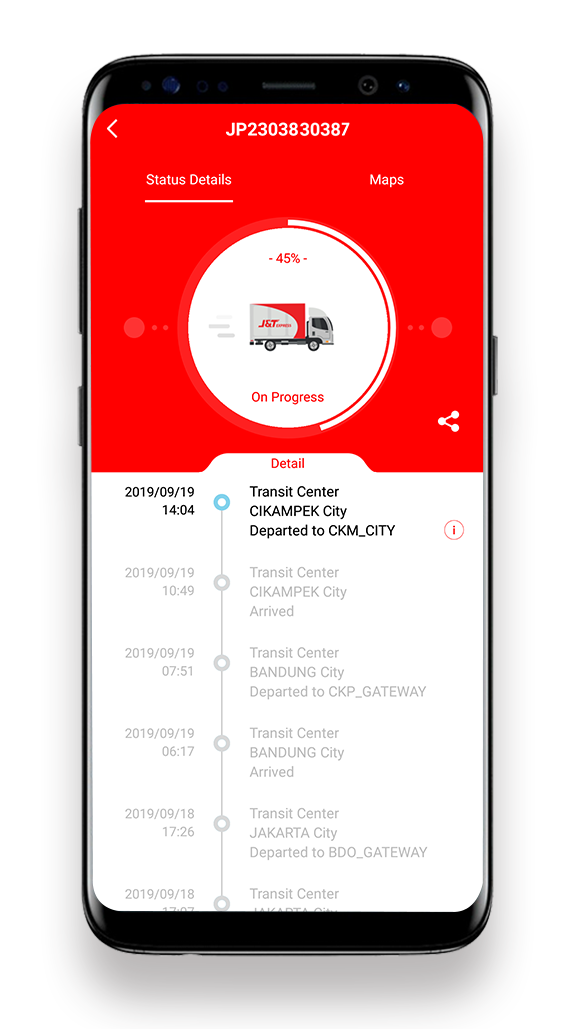 JP2303830387
Status Details
Maps
- 45% -
J&T EXPRESS
On Progress
Detail
2019/09/19
14:04
Transit Center
CIKAMPEK City
Departed to CKM_CITY
2019/09/19
10:49
Transit Center
CIKAMPEK City
Arrived
2019/09/19
07:51
Transit Center
BANDUNG City
Departed to CKP_GATEWAY
2019/09/19
06:17
Transit Center
BANDUNG City
Arrived
2019/09/18
17:26
Transit Center
JAKARTA City
Departed to BDO_GATEWAY
2019/09/18
Transit Center
JAKARTA City